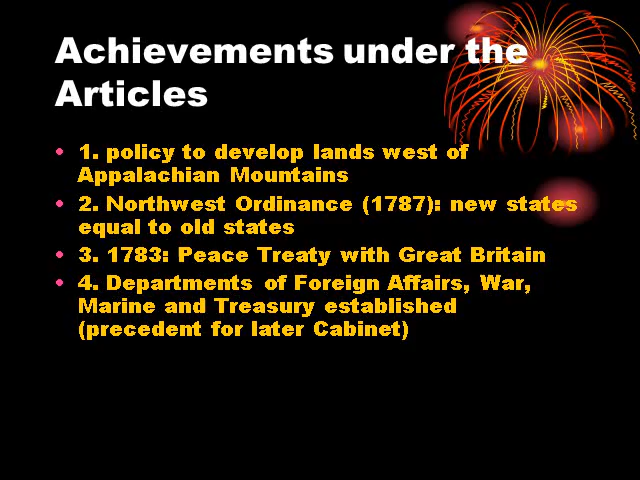 Achievements under the
Articles
• 1. policy to develop lands west of
Appalachian Mountains
• 2. Northwest Ordinance (1787): new states
equal to old states
• 3. 1783: Peace Treaty with Great Britain
• 4. Departments of Foreign Affairs, War,
Marine and Treasury established
(precedent for later Cabinet)